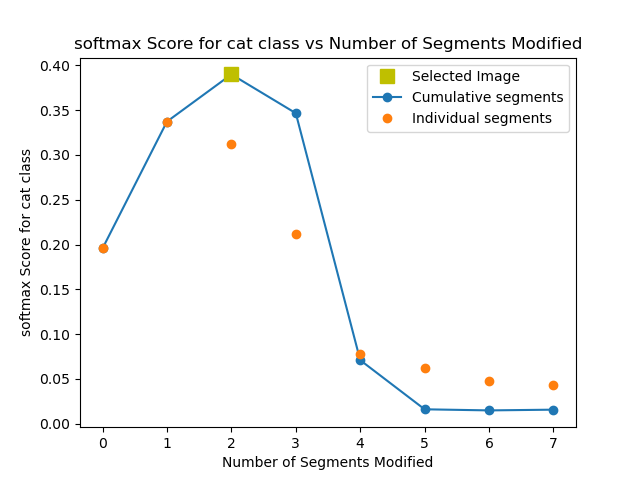 softmax Score for cat class vs Number of Segments Modified
Selected Image
Cumulative segments
Individual segments
softmax Score for cat class
0.40
0.35
0.30
0.25
0.20
0.15
0.10
0.05
0.00
0 1 2 3 4 5 6 7
Number of Segments Modified